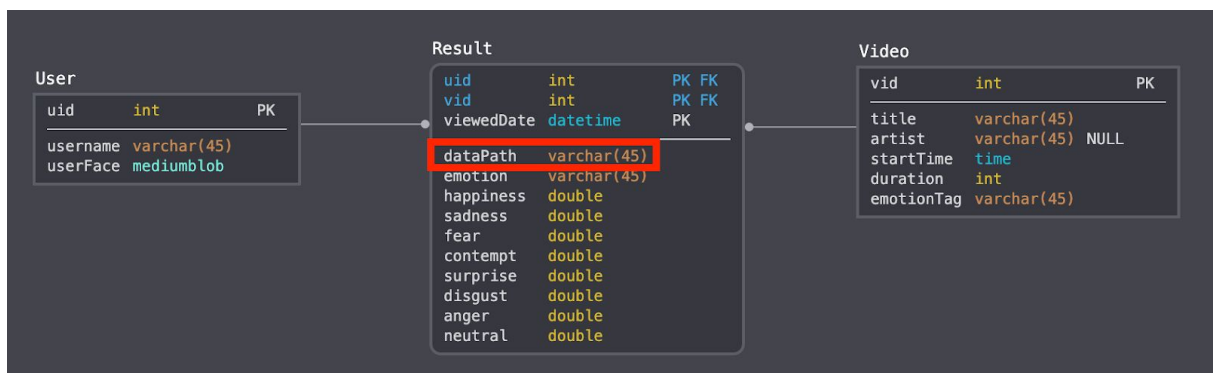 User
uid int PK
username varchar(45)
userFace mediumblob
Result
uid int PK FK
vid int PK FK
viewedDate datetime PK
dataPath varchar(45)
emotion varchar(45)
happiness double
sadness double
fear double
contempt double
surprise double
disgust double
anger double
neutral double
Video
vid int PK
title varchar(45)
artist varchar(45) NULL
startTime time
duration int
emotionTag varchar(45)